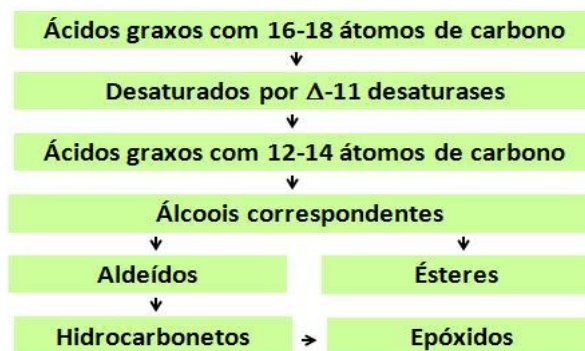 Ácidos graxos com 16-18 átomos de carbono
Desaturados por Δ-11 desaturases
Ácidos graxos com 12-14 átomos de carbono
Álcoois correspondentes
Aldeídos
Ésteres
Hidrocarbonetos
Epóxidos